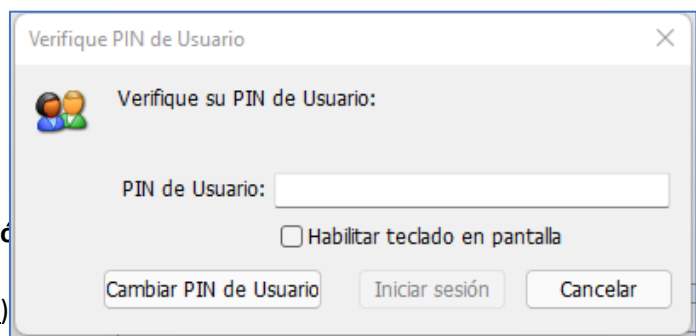 Verifique PIN de Usuario
Verifique su PIN de Usuario:
PIN de Usuario:
Habilitar teclado en pantalla
Cambiar PIN de Usuario Iniciar sesión Cancelar
)